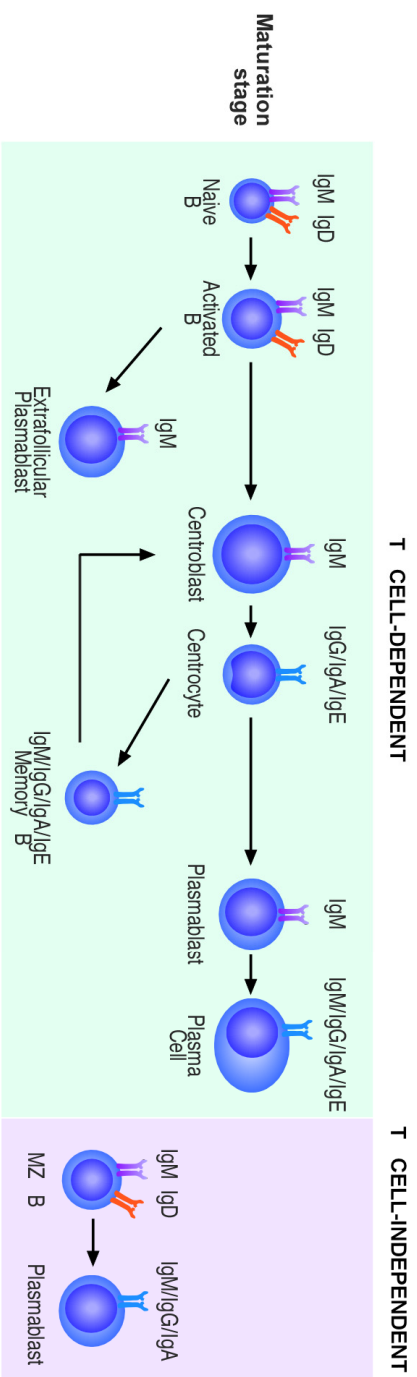 T CELL-DEPENDENT
T CELL-INDEPENDENT
Maturation
stage
IgM IgD
Naive
B
IgM IgD
Activated
B
IgM
Centroblast
IgG/IgA/IgE
Centrocyte
IgM
Plasmablast
IgM/IgG/IgA/IgE
Plasma
Cell
IgM
Extrafollicular
Plasmablast
IgM/IgG/IgA/IgE
Memory B
IgM IgD
MZ B
IgM/IgG/IgA
Plasmablast